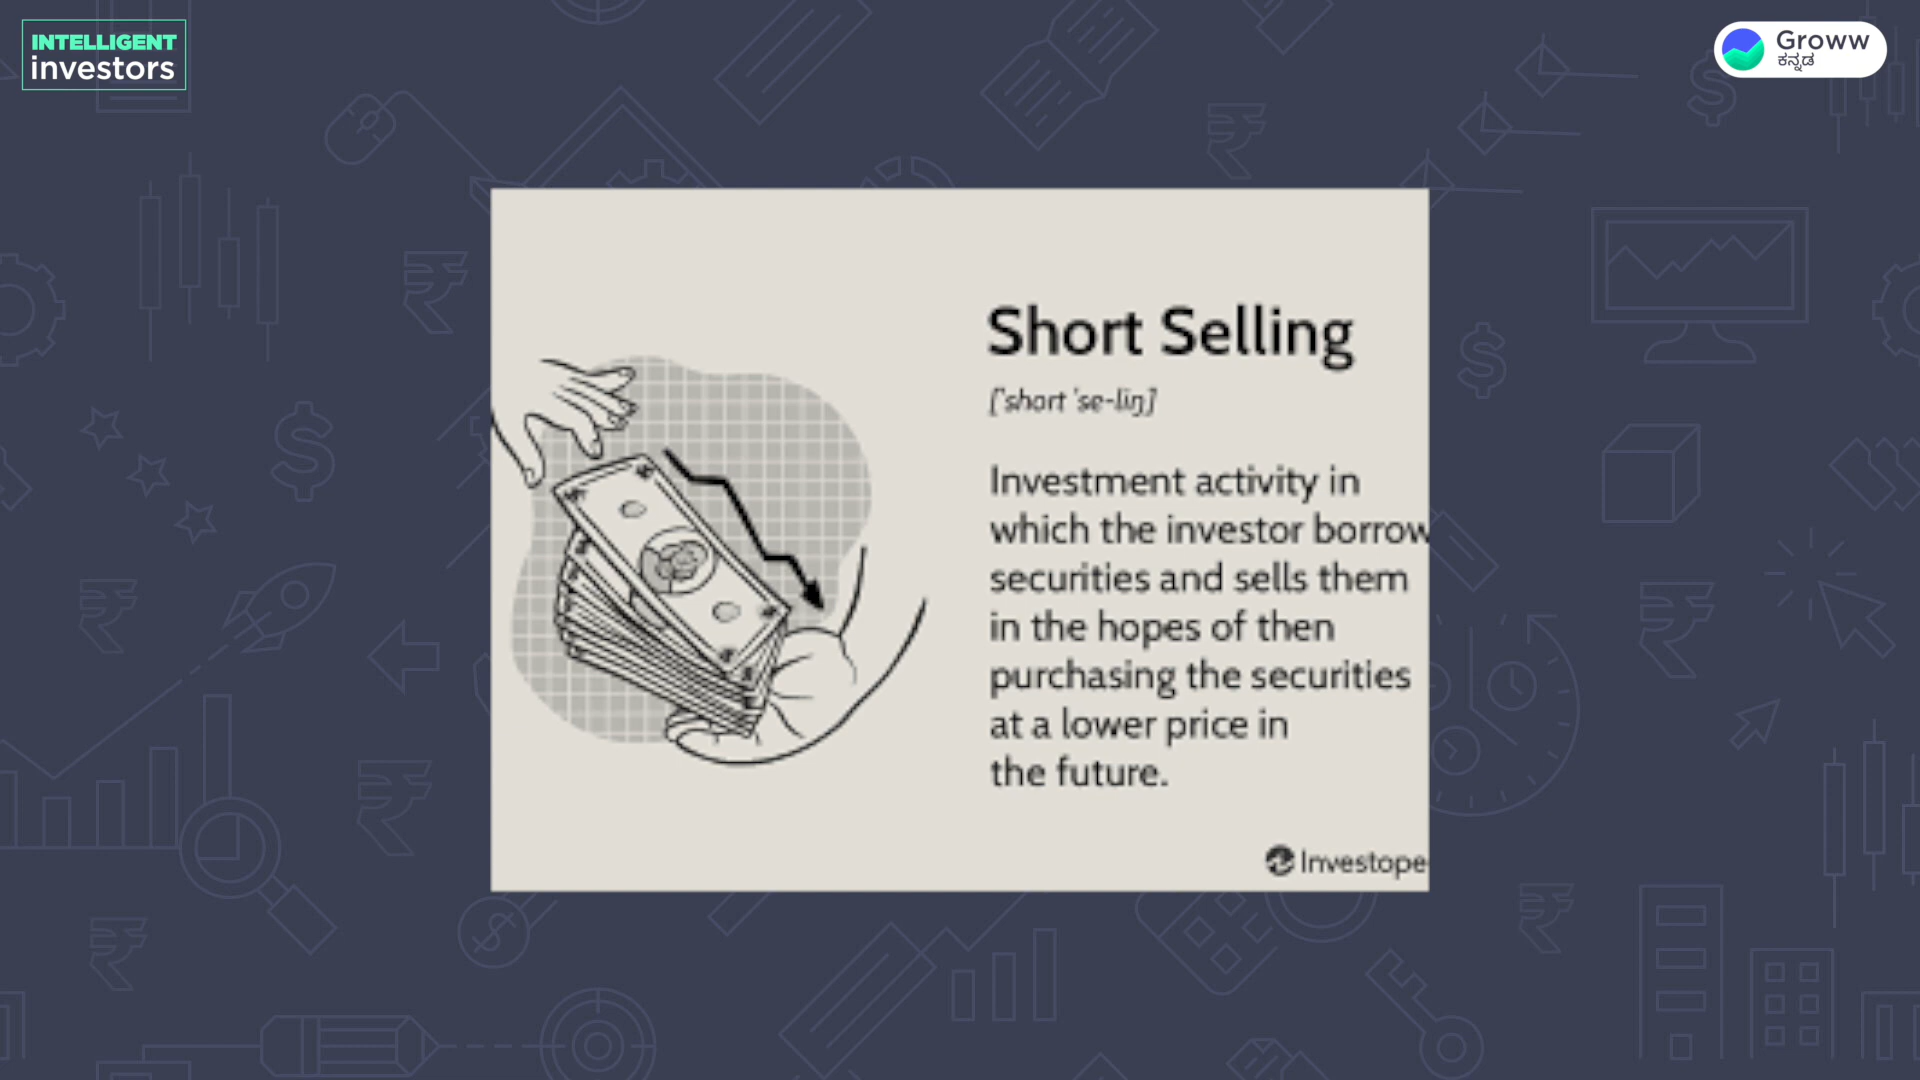 INTELLIGENT
investors
Groww
ಕನ್ನಡ
Short Selling
['short 'se-liŋ]
Investment activity in
which the investor borrow
securities and sells them
in the hopes of then
purchasing the securities
at a lower price in
the future.
Investope